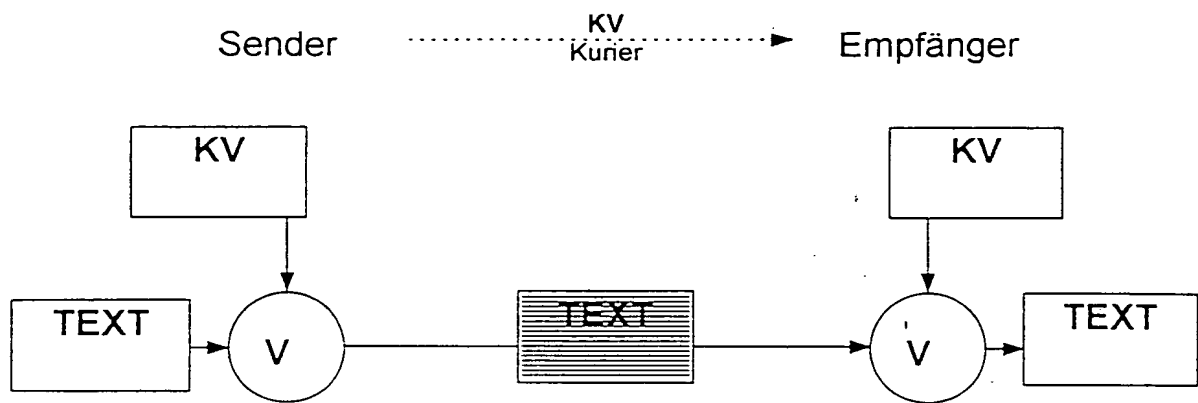 KV
Sender
Kurier
Empfänger
KV
KV
TEXT
V
TEXT
V
TEXT